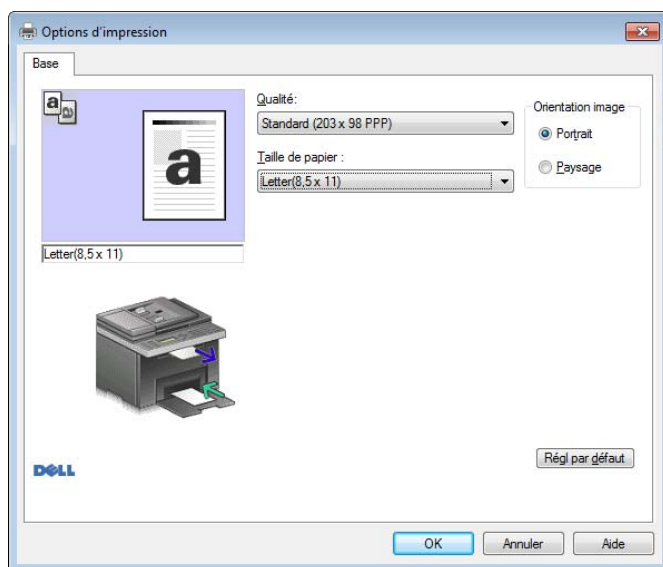 Options d'impression
Base
Qualité:
Standard (203 x 98 PPP)
Taille de papier :
Letter(8,5 x 11)
Orientation image
Portrait
Paysage
a
a
Letter(8,5 x 11)
DELL
Régl par défaut
OK
Annuler
Aide